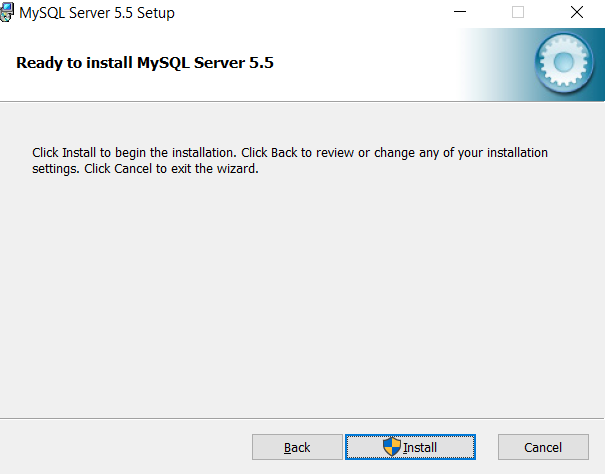 MySQL Server 5.5 Setup
Ready to install MySQL Server 5.5
Click Install to begin the installation. Click Back to review or change any of your installation
settings. Click Cancel to exit the wizard.
Back
Install
Cancel